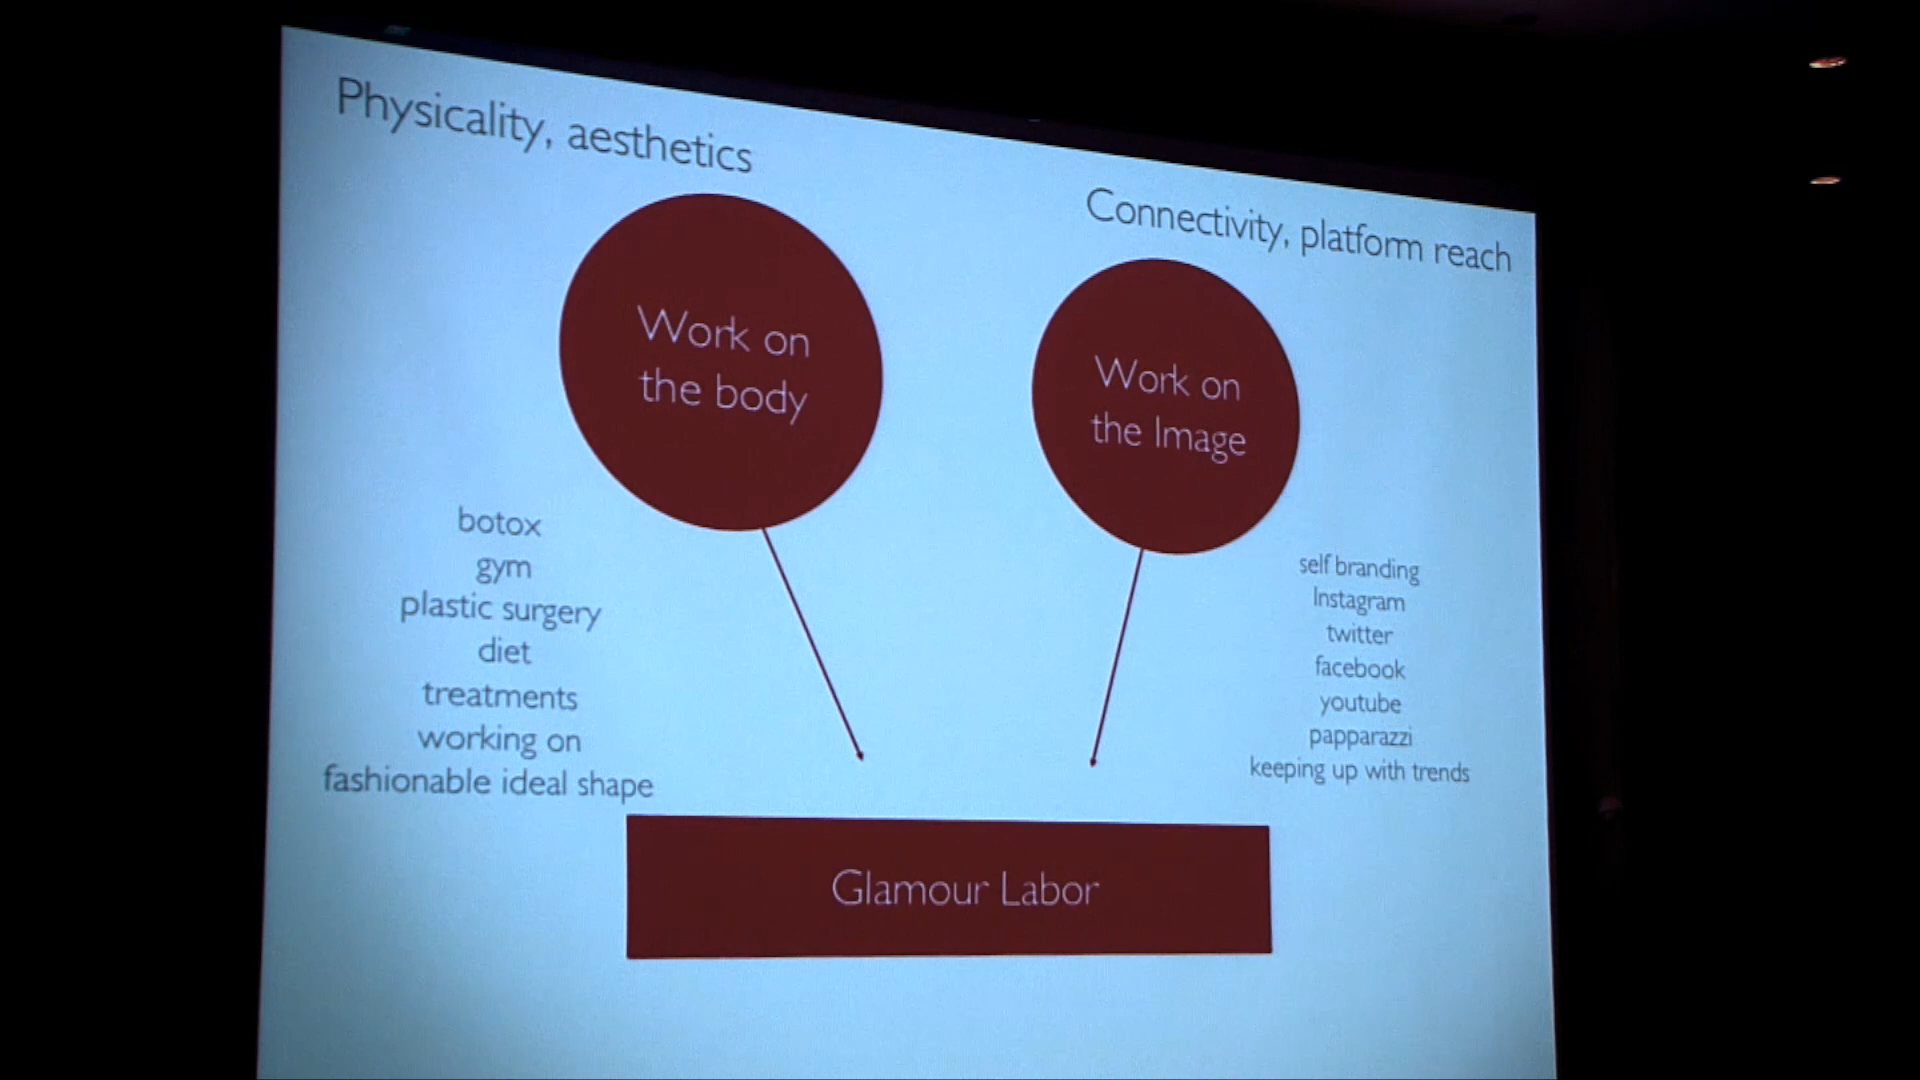 Physicality, aesthetics
Connectivity, platform reach
Work on
the body
Work on
the Image
botox
gym
plastic surgery
diet
treatments
working on
fashionable ideal shape
self branding
Instagram
twitter
facebook
youtube
papparazzi
keeping up with trends
Glamour Labor